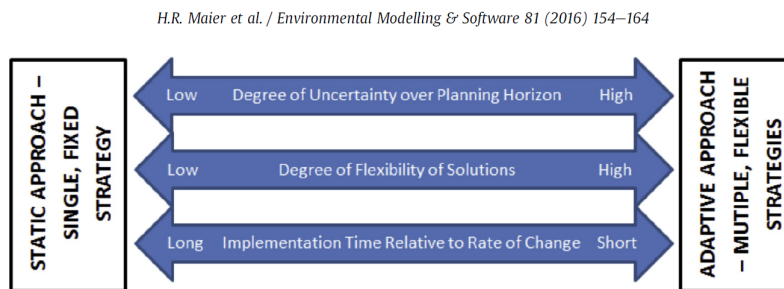 H.R. Maier et al. / Environmental Modelling & Software 81 (2016) 154–164
STATIC APPROACH –
SINGLE, FIXED
STRATEGY
Low Degree of Uncertainty over Planning Horizon High
Low Degree of Flexibility of Solutions High
Long Implementation Time Relative to Rate of Change Short
ADAPTIVE APPROACH
– MUTIPLE, FLEXIBLE
STRATEGIES